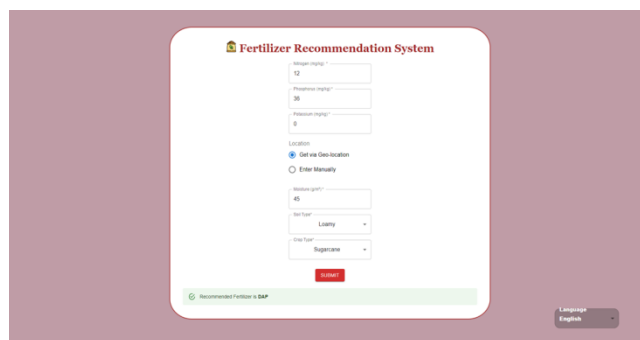 Fertilizer Recommendation System
Nitrogen (mg/kg) *
12
Phosphorous (mg/kg) *
36
Potassium (mg/kg) *
0
Location
Get via Geo-location
Enter Manually
Moisture (g/m³) *
45
Soil Type*
Loamy
Crop Type*
Sugarcane
SUBMIT
Recommended Fertilizer is DAP
Language
English